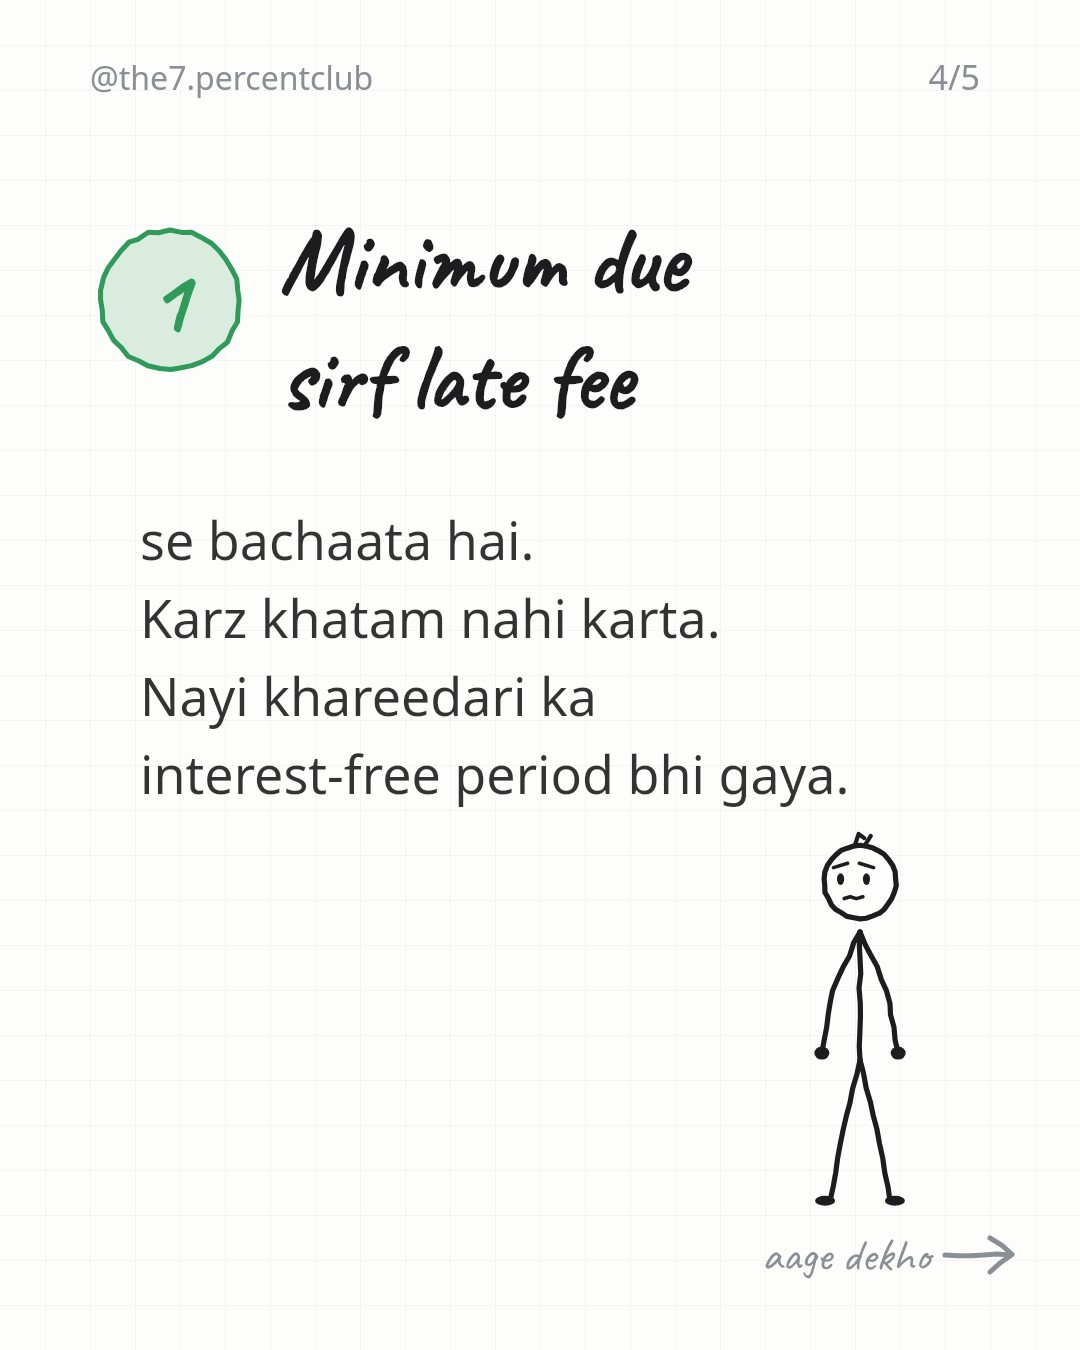 @the7.percentclub
4/5
1
Minimum due
sirf late fee
se bachaata hai.
Karz khatam nahi karta.
Nayi khareedari ka
interest-free period bhi gaya.
aage dekho